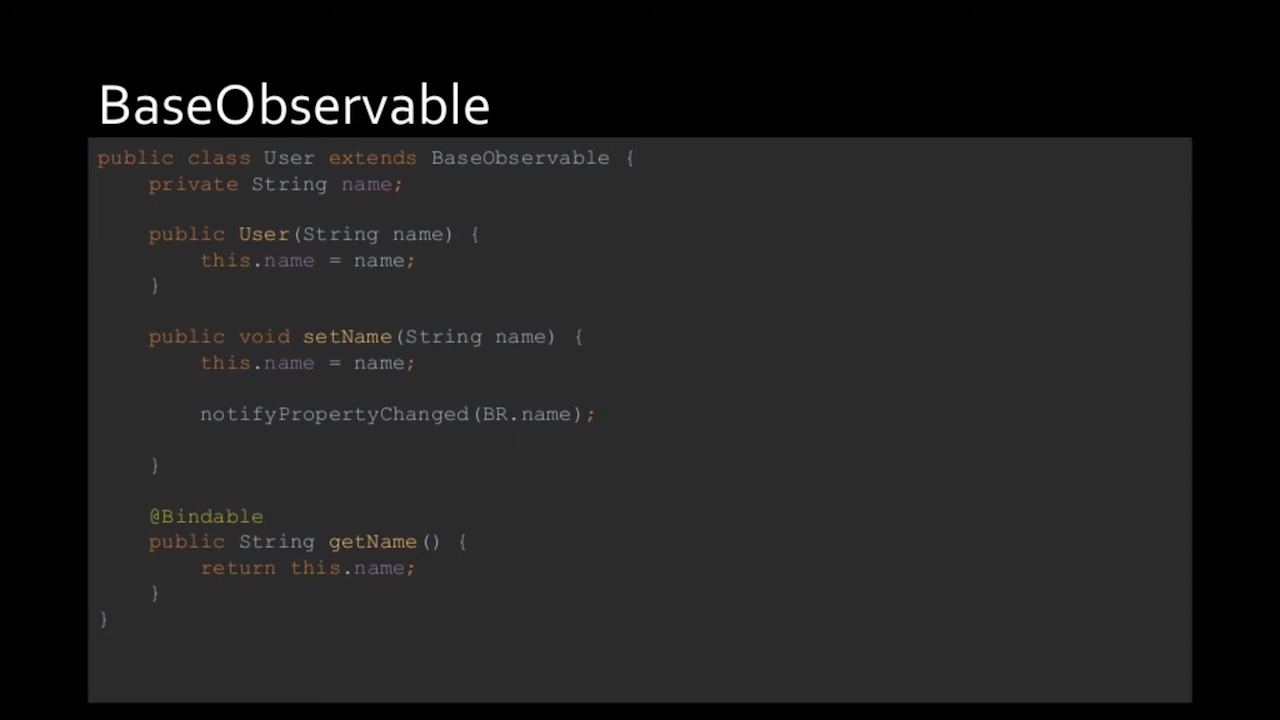 BaseObservable
public class User extends BaseObservable {
    private String name;
    public User(String name) {
        this.name = name;
    }
    public void setName(String name) {
        this.name = name;
        notifyPropertyChanged(BR.name);
    }
    @Bindable
    public String getName() {
        return this.name;
    }
}